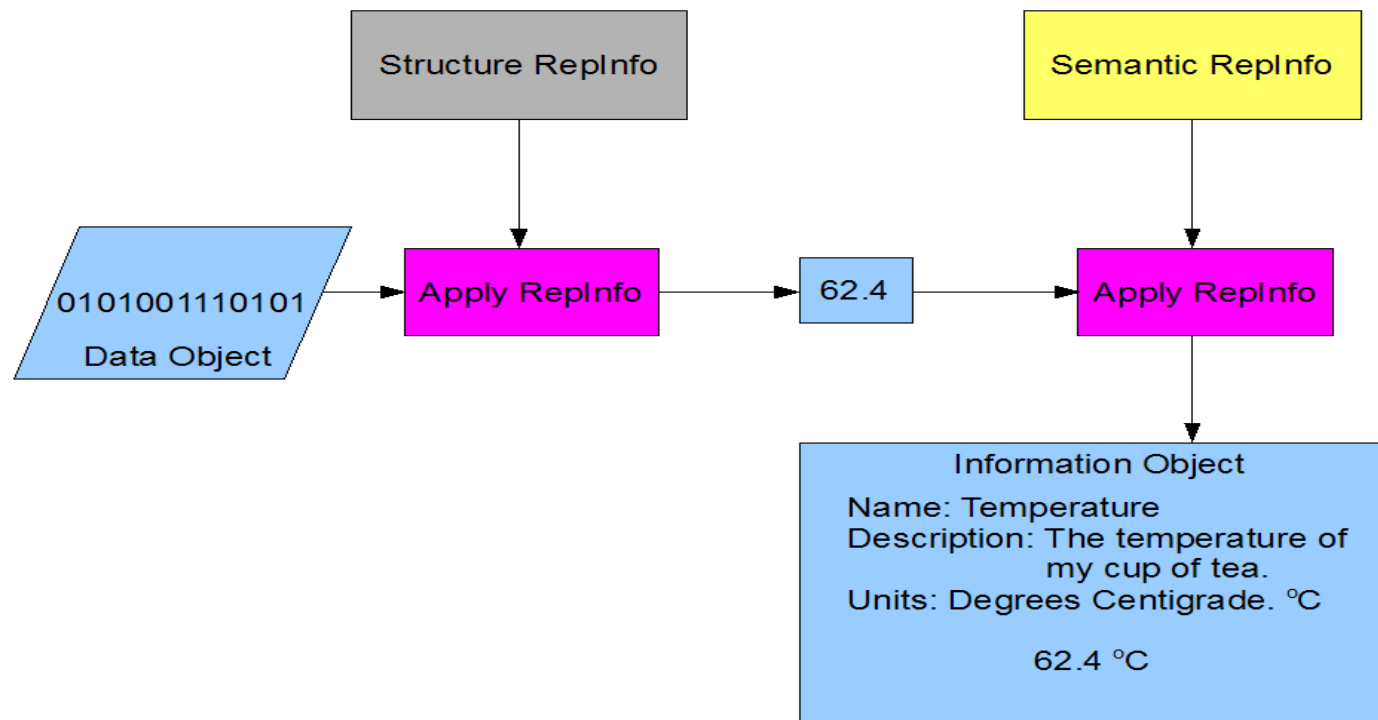 Structure RepInfo
Semantic RepInfo
0101001110101
Data Object
Apply RepInfo
62.4
Apply RepInfo
Information Object
Name: Temperature
Description: The temperature of
my cup of tea.
Units: Degrees Centigrade. °C
62.4 °C